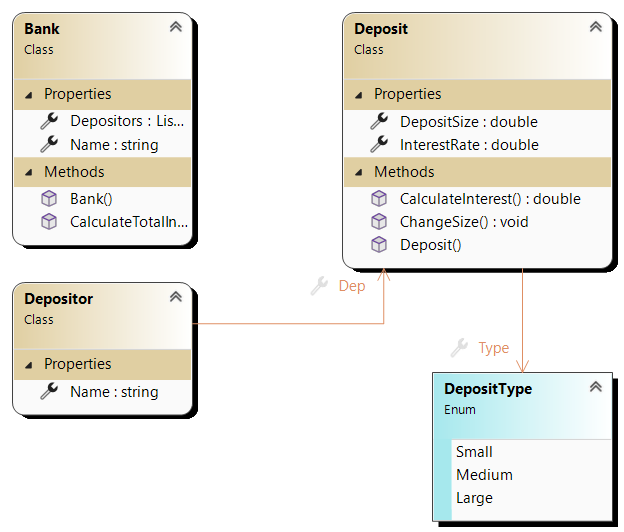 Bank
Class
Properties
Depositors : Lis...
Name : string
Methods
Bank()
CalculateTotalIn...
Deposit
Class
Properties
DepositSize : double
InterestRate : double
Methods
CalculateInterest() : double
ChangeSize() : void
Deposit()
Dep
Depositor
Class
Properties
Name : string
Type
DepositType
Enum
Small
Medium
Large